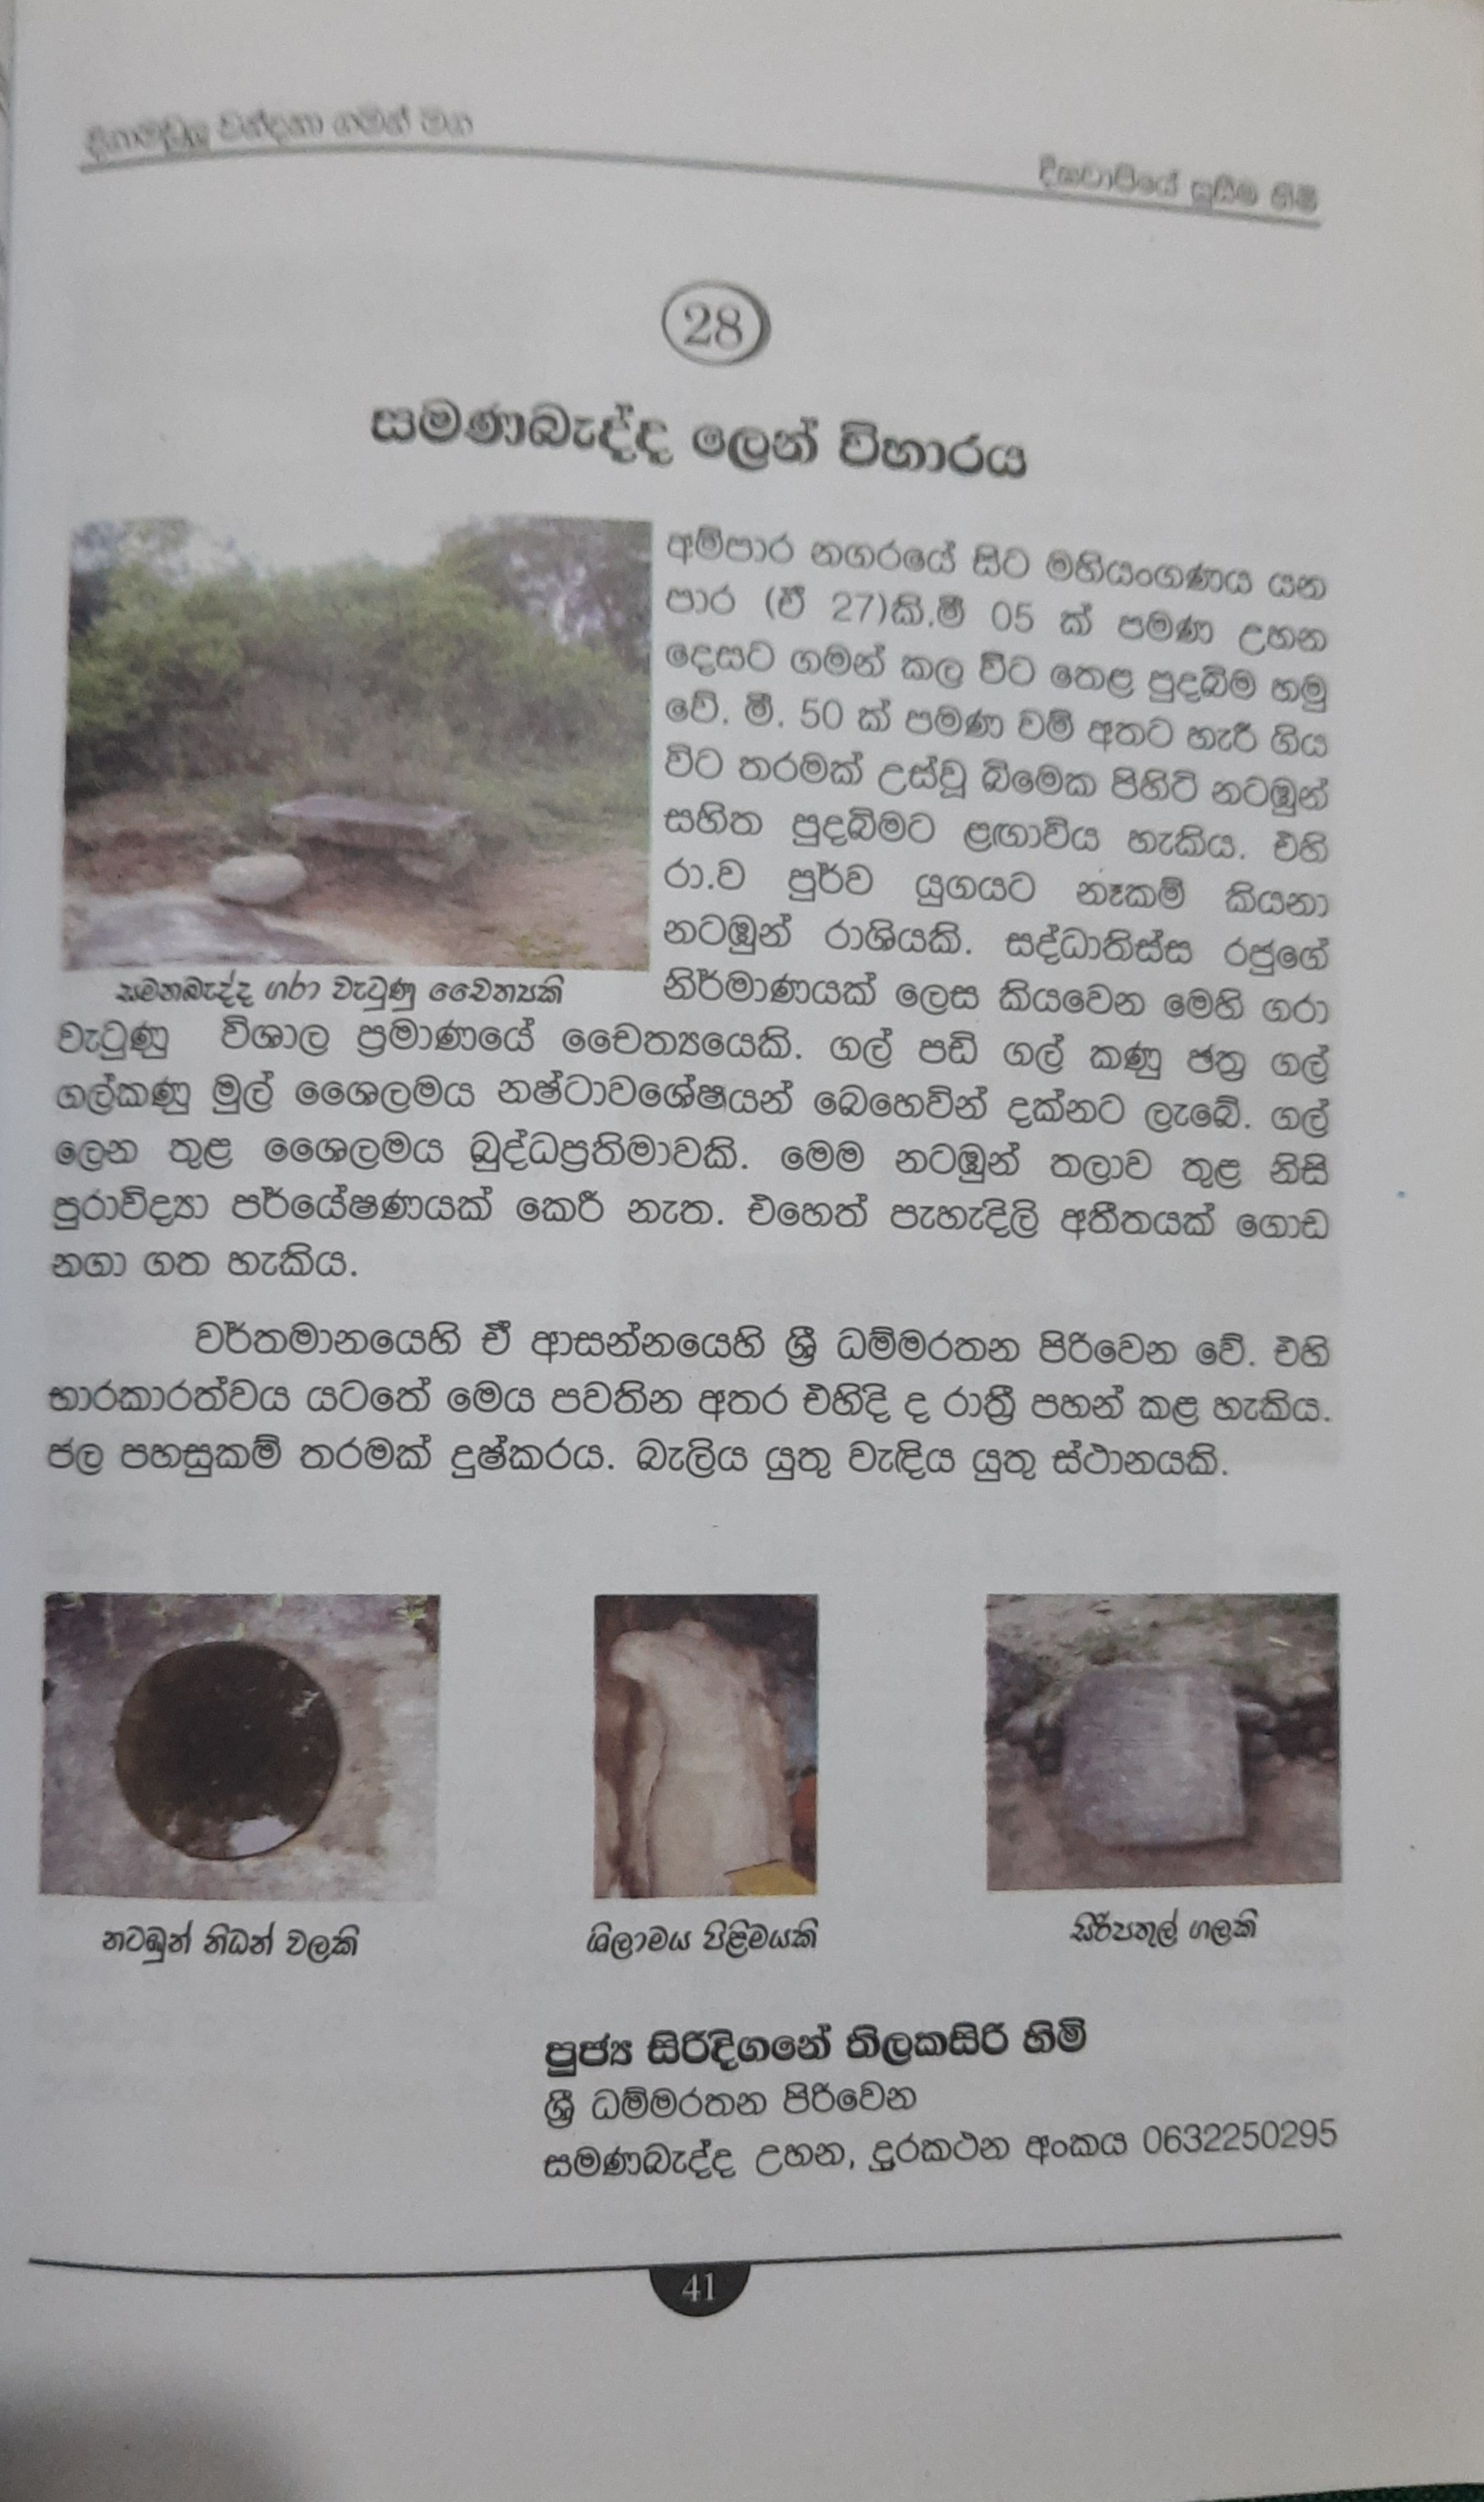 දිගාමඩුල්ල වන්දනා ගමන් මග
දීඝවාපියේ සුසීම හිමි
28
සමණබැද්ද ලෙන් විහාරය
අම්පාර නගරයේ සිට මහියංගණය යන
පාර (ඒ 27)කි.මී 05 ක් පමණ උහන
දෙසට ගමන් කල විට තෙළ පුදබිම හමු
වේ. මී. 50 ක් පමණ වම් අතට හැරී ගිය
විට තරමක් උස්වූ බිමෙක පිහිටි නටඹුන්
සහිත පුදබිමට ළඟාවිය හැකිය. එහි
රා.ව පුර්ව යුගයට නෑකම් කියනා
නටඹුන් රාශියකි. සද්ධාතිස්ස රජුගේ
නිර්මාණයක් ලෙස කියවෙන මෙහි ගරා
සමනබැද්ද ගරා වැටුණු චෛත්‍යකි
වැටුණු විශාල ප්‍රමාණයේ චෛත්‍යයෙකි. ගල් පඩි ගල් කණු ඡත්‍ර ගල්
ගල්කණු මුල් ශෛලමය නෂ්ටාවශේෂයන් බෙහෙවින් දක්නට ලැබේ. ගල්
ලෙන තුළ ශෛලමය බුද්ධප්‍රතිමාවකි. මෙම නටඹුන් තලාව තුළ නිසි
පුරාවිද්‍යා පර්යේෂණයක් කෙරී නැත. එහෙත් පැහැදිලි අතීතයක් ගොඩ
නගා ගත හැකිය.
වර්තමානයෙහි ඒ ආසන්නයෙහි ශ්‍රී ධම්මරතන පිරිවෙන වේ. එහි
භාරකාරත්වය යටතේ මෙය පවතින අතර එහිදි ද රාත්‍රී පහන් කළ හැකිය.
ජල පහසුකම් තරමක් දුෂ්කරය. බැලිය යුතු වැඳිය යුතු ස්ථානයකි.
නටඹුන් නිධන් වලකි
ශිලාමය පිළිමයකි
සිරිපතුල් ගලකි
පුජ්‍ය සිරිදිගනේ තිලකසිරි හිමි
ශ්‍රී ධම්මරතන පිරිවෙන
සමණබැද්ද උහන, දුරකථන අංකය 0632250295
41